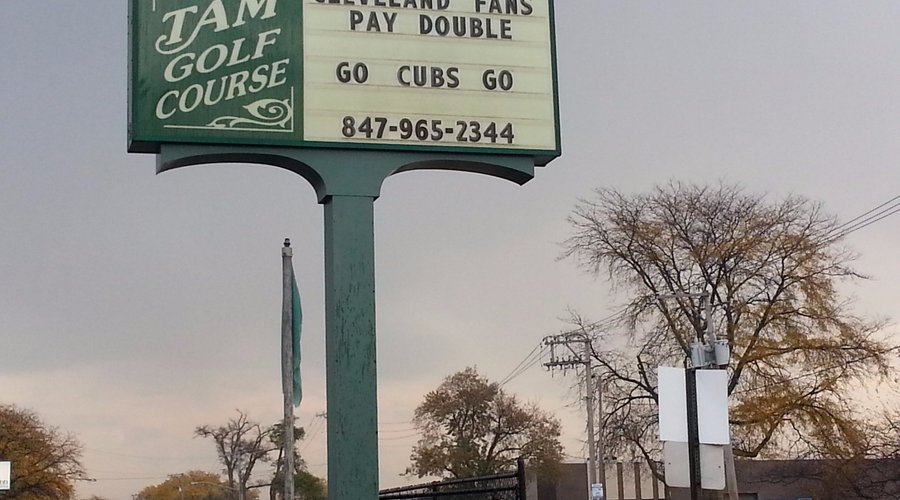 TAM
GOLF
COURSE
CLEVELAND FANS
PAY DOUBLE
GO CUBS GO
847-965-2344